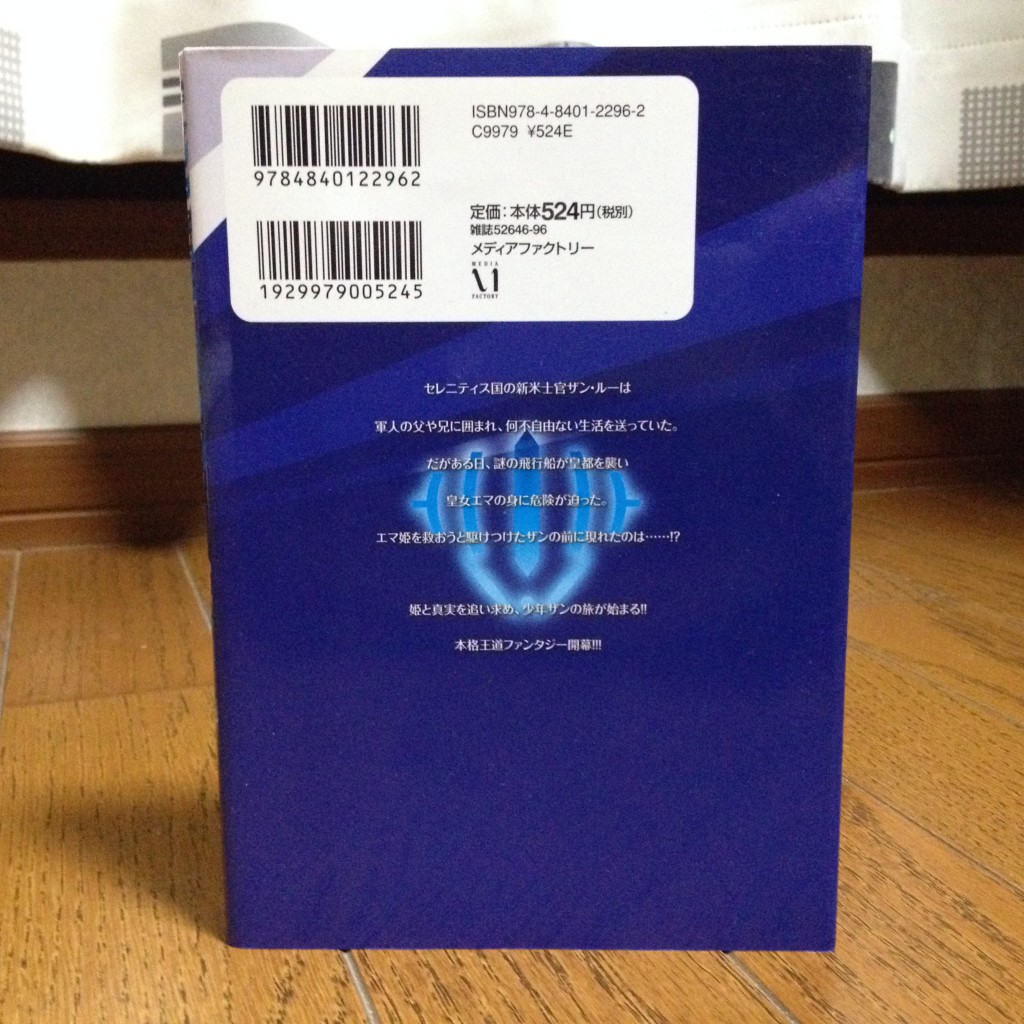 ISBN978-4-8401-2296-2
C9979 ¥524E
9784840122962
定価：本体524円（税別）
雑誌52646-96
メディアファクトリー
MEDIA
FACTORY
1929979005245
セレニティス国の新米士官ザン・ルーは
軍人の父や兄に囲まれ、何不自由ない生活を送っていた。
だがある日、謎の飛行船が皇都を襲い
皇女エマの身に危険が迫った。
エマ姫を救おうと駆けつけたザンの前に現れたのは……!?
姫と真実を追い求め、少年ザンの旅が始まる!!
本格王道ファンタジー開幕!!!